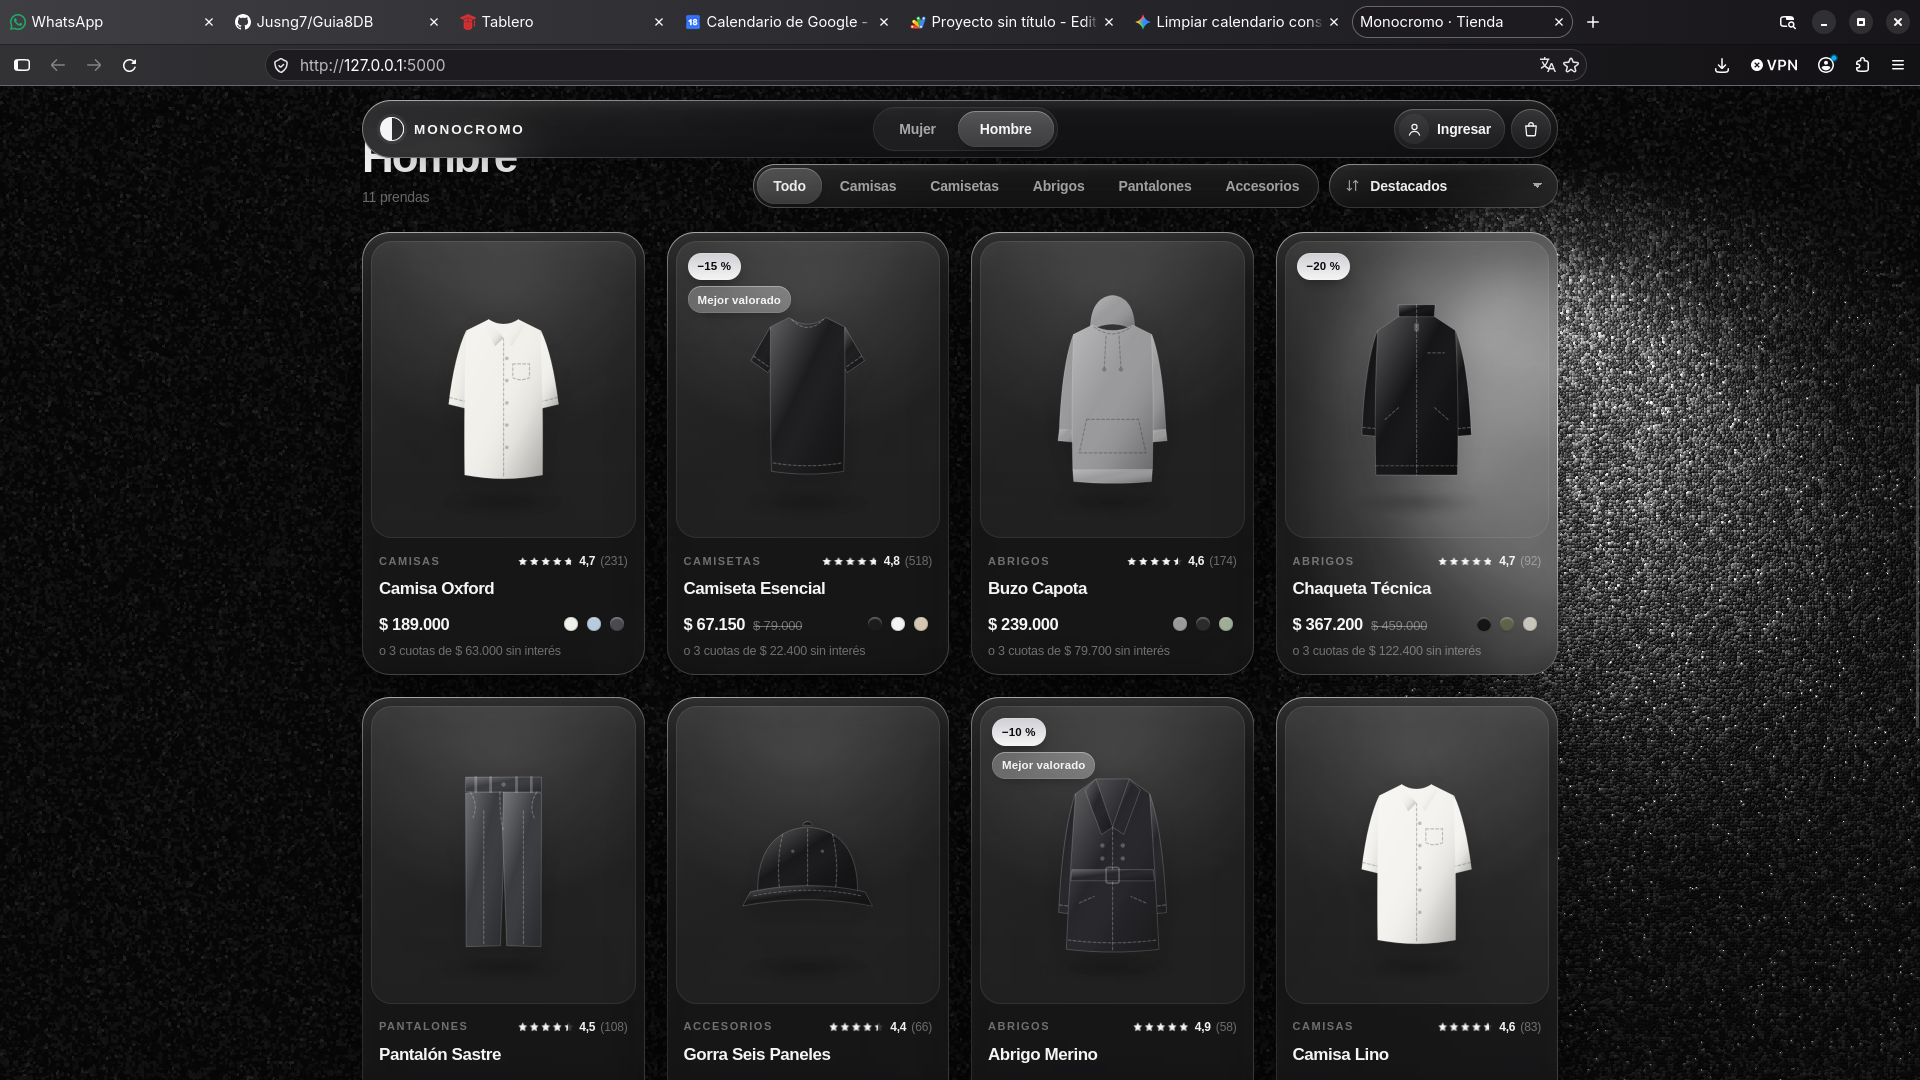 WhatsApp
Jusng7/Guia8DB
Tablero
Calendario de Google -
Proyecto sin título - Edit
Limpiar calendario cons
Monocromo · Tienda
http://127.0.0.1:5000
VPN
MONOCROMO
Mujer
Hombre
Ingresar
Hombre
11 prendas
Todo
Camisas
Camisetas
Abrigos
Pantalones
Accesorios
Destacados
CAMISAS 4,7 (231)
Camisa Oxford
$ 189.000
o 3 cuotas de $ 63.000 sin interés
−15 %
Mejor valorado
CAMISETAS 4,8 (518)
Camiseta Esencial
$ 67.150 $ 79.000
o 3 cuotas de $ 22.400 sin interés
ABRIGOS 4,6 (174)
Buzo Capota
$ 239.000
o 3 cuotas de $ 79.700 sin interés
−20 %
ABRIGOS 4,7 (92)
Chaqueta Técnica
$ 367.200 $ 459.000
o 3 cuotas de $ 122.400 sin interés
PANTALONES 4,5 (108)
Pantalón Sastre
ACCESORIOS 4,4 (66)
Gorra Seis Paneles
−10 %
Mejor valorado
ABRIGOS 4,9 (58)
Abrigo Merino
CAMISAS 4,6 (83)
Camisa Lino